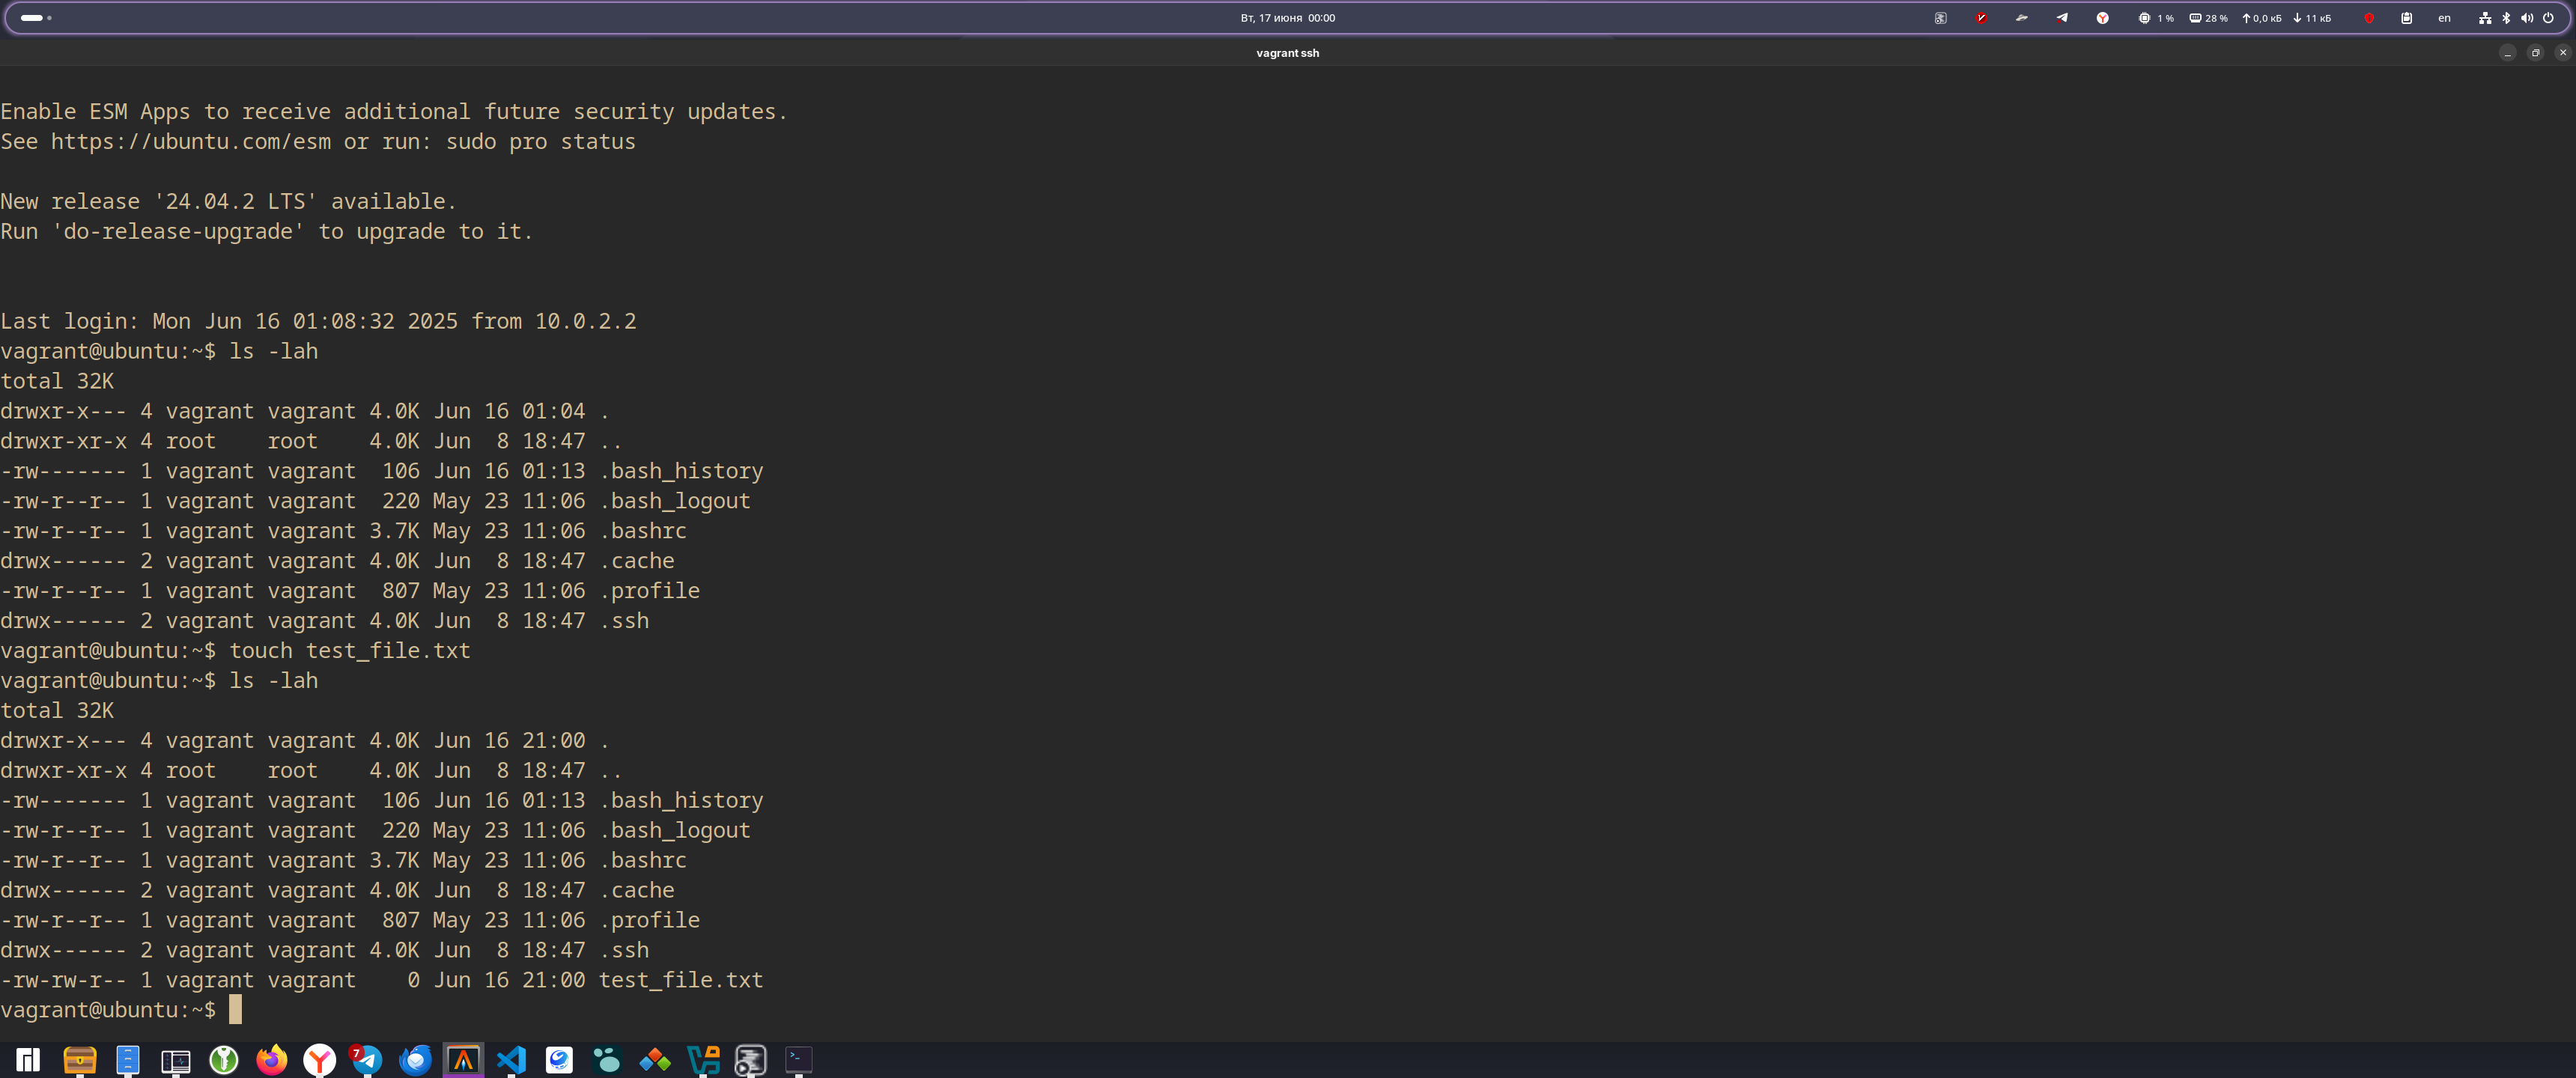 Вт, 17 июня 00:00
1 % 28 % 0,0 кБ 11 кБ en
vagrant ssh
Enable ESM Apps to receive additional future security updates.
See https://ubuntu.com/esm or run: sudo pro status
New release '24.04.2 LTS' available.
Run 'do-release-upgrade' to upgrade to it.
Last login: Mon Jun 16 01:08:32 2025 from 10.0.2.2
vagrant@ubuntu:~$ ls -lah
total 32K
drwxr-x--- 4 vagrant vagrant 4.0K Jun 16 01:04 .
drwxr-xr-x 4 root    root    4.0K Jun  8 18:47 ..
-rw------- 1 vagrant vagrant  106 Jun 16 01:13 .bash_history
-rw-r--r-- 1 vagrant vagrant  220 May 23 11:06 .bash_logout
-rw-r--r-- 1 vagrant vagrant 3.7K May 23 11:06 .bashrc
drwx------ 2 vagrant vagrant 4.0K Jun  8 18:47 .cache
-rw-r--r-- 1 vagrant vagrant  807 May 23 11:06 .profile
drwx------ 2 vagrant vagrant 4.0K Jun  8 18:47 .ssh
vagrant@ubuntu:~$ touch test_file.txt
vagrant@ubuntu:~$ ls -lah
total 32K
drwxr-x--- 4 vagrant vagrant 4.0K Jun 16 21:00 .
drwxr-xr-x 4 root    root    4.0K Jun  8 18:47 ..
-rw------- 1 vagrant vagrant  106 Jun 16 01:13 .bash_history
-rw-r--r-- 1 vagrant vagrant  220 May 23 11:06 .bash_logout
-rw-r--r-- 1 vagrant vagrant 3.7K May 23 11:06 .bashrc
drwx------ 2 vagrant vagrant 4.0K Jun  8 18:47 .cache
-rw-r--r-- 1 vagrant vagrant  807 May 23 11:06 .profile
drwx------ 2 vagrant vagrant 4.0K Jun  8 18:47 .ssh
-rw-rw-r-- 1 vagrant vagrant    0 Jun 16 21:00 test_file.txt
vagrant@ubuntu:~$
7